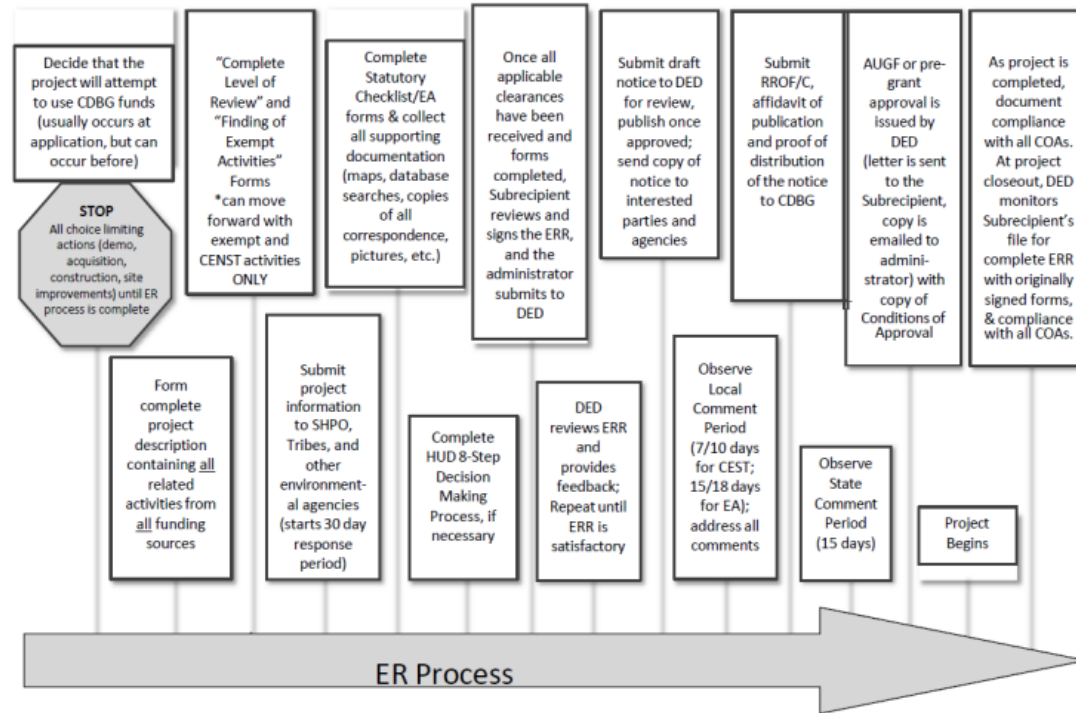 Decide that the
project will attempt
to use CDBG funds
(usually occurs at
application, but can
occur before)
STOP
All choice limiting
actions (demo,
acquisition,
construction, site
improvements) until ER
process is complete
Form
complete
project
description
containing all
related
activities from
all funding
sources
"Complete
Level of
Review" and
"Finding of
Exempt
Activities"
Forms
*can move
forward with
exempt and
CENST activities
ONLY
Submit
project
information
to SHPO,
Tribes, and
other
environment-
al agencies
(starts 30 day
response
period)
Complete
Statutory
Checklist/EA
forms & collect
all supporting
documentation
(maps, database
searches, copies
of all
correspondence,
pictures, etc.)
Complete
HUD 8-Step
Decision
Making
Process, if
necessary
Once all
applicable
clearances
have been
received and
forms
completed,
Subrecipient
reviews and
signs the ERR,
and the
administrator
submits to
DED
DED
reviews ERR
and
provides
feedback;
Repeat until
ERR is
satisfactory
Submit draft
notice to DED
for review,
publish once
approved;
send copy of
notice to
interested
parties and
agencies
Observe
Local
Comment
Period
(7/10 days
for CEST;
15/18 days
for EA);
address all
comments
Submit
RROF/C,
affidavit of
publication
and proof of
distribution
of the notice
to CDBG
Observe
State
Comment
Period
(15 days)
AUGF or pre-
grant
approval is
issued by
DED
(letter is sent
to the
Subrecipient,
copy is
emailed to
admini-
strator) with
copy of
Conditions of
Approval
Project
Begins
As project is
completed,
document
compliance
with all COAs.
At project
closeout, DED
monitors
Subrecipient's
file for
complete ERR
with originally
signed forms,
& compliance
with all COAs.
ER Process